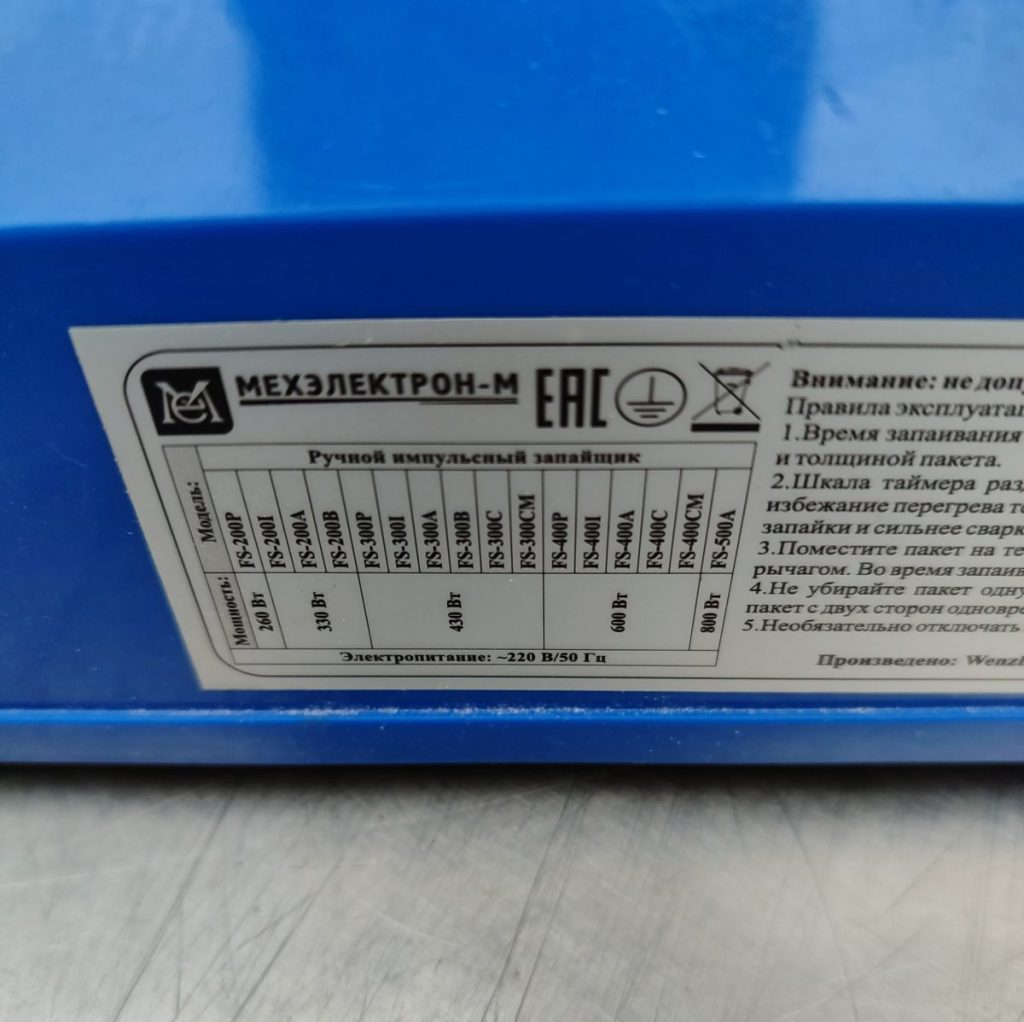 МЕХЭЛЕКТРОН-М
EAC
Ручной импульсный запайщик
Модель: FS-200P FS-200I FS-200A FS-200B FS-300P FS-300I FS-300A FS-300B FS-300C FS-300CM FS-400P FS-400I FS-400A FS-400C FS-400CM FS-500A
Мощность: 260 Вт 330 Вт 430 Вт 600 Вт 800 Вт
Электропитание: ~220 В/50 Гц
Внимание: не доп
Правила эксплуатац
1.Время запаивания
и толщиной пакета.
2.Шкала таймера раз
избежание перегрева т
запайки и сильнее сварк
3.Поместите пакет на те
рычагом. Во время запаив
4.Не убирайте пакет одну
пакет с двух сторон одновре
5.Необязательно отключать
Произведено: Wenz